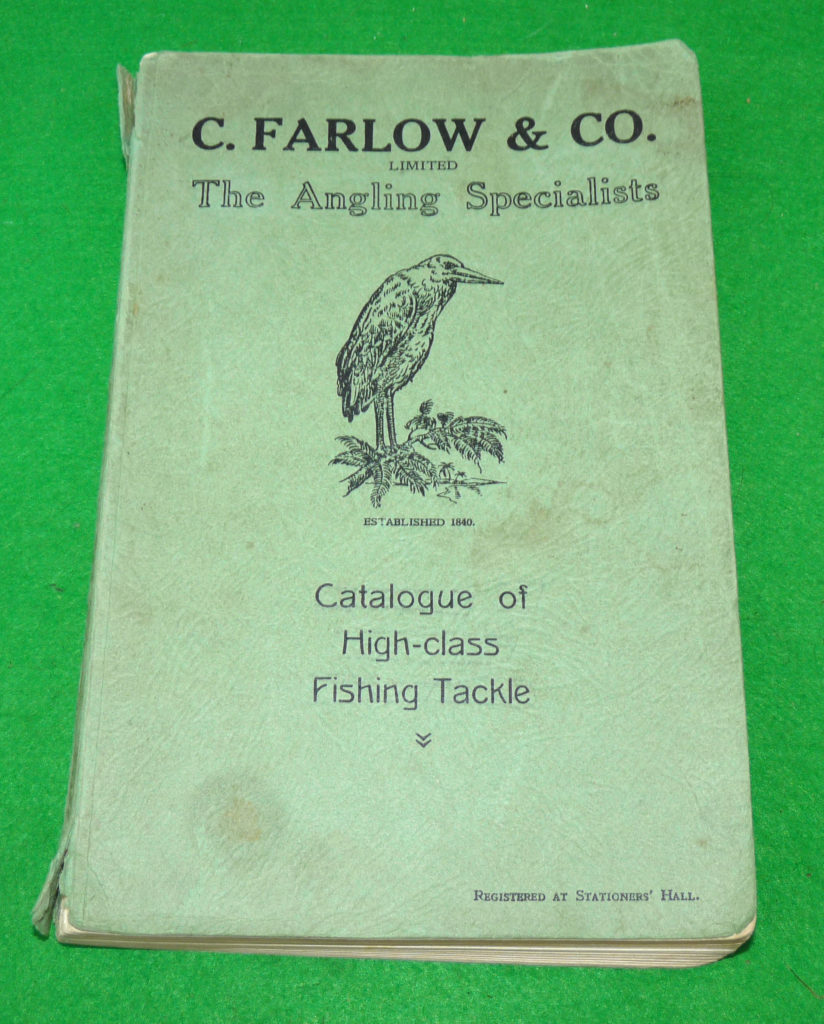 C. FARLOW & CO.
LIMITED
The Angling Specialists
ESTABLISHED 1840.
Catalogue of
High-class
Fishing Tackle
REGISTERED AT STATIONERS' HALL.